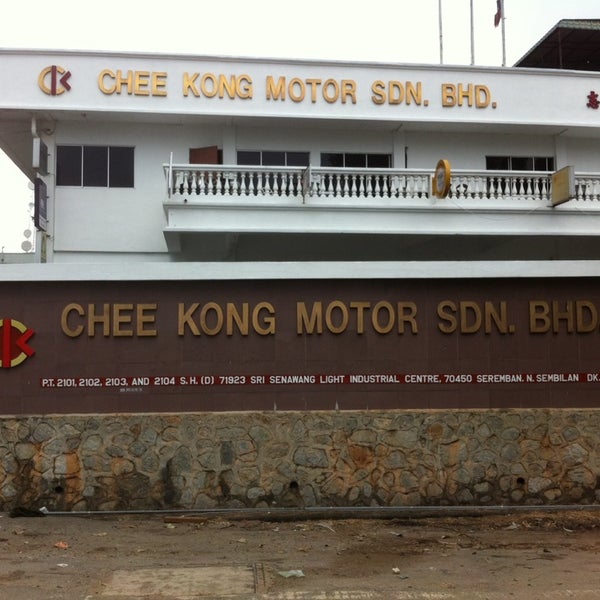 CHEE KONG MOTOR SDN. BHD.
CHEE KONG MOTOR SDN. BHD.
P.T. 2101, 2102, 2103, AND 2104 S.H. (D) 71923 SRI SENAWANG LIGHT INDUSTRIAL CENTRE, 70450 SEREMBAN. N. SEMBILAN DK.